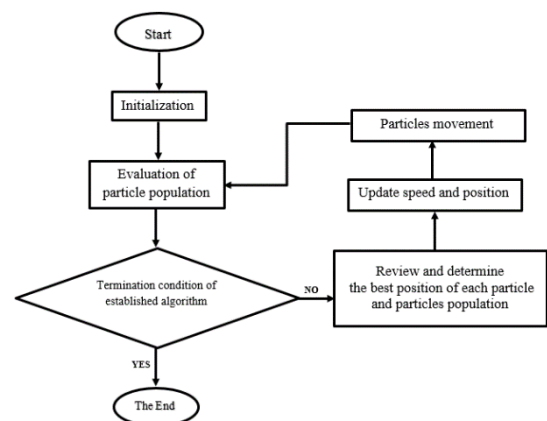 Start
Initialization
Evaluation of
particle population
Termination condition of
established algorithm
NO
Review and determine
the best position of each particle
and particles population
Update speed and position
Particles movement
YES
The End